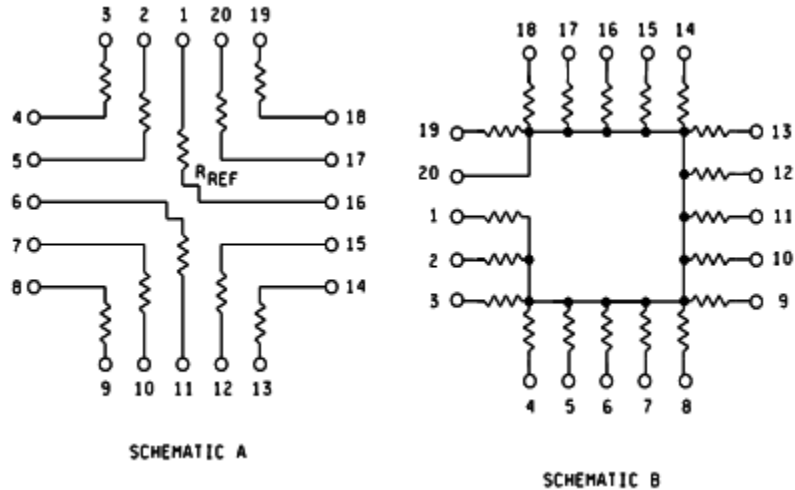 3 2 1 20 19
18 17 16 15 14
4 18
19 13
5 17
20 12
R REF
6 16
1 11
7 15
2 10
8 14
3 9
9 10 11 12 13
4 5 6 7 8
SCHEMATIC A
SCHEMATIC B